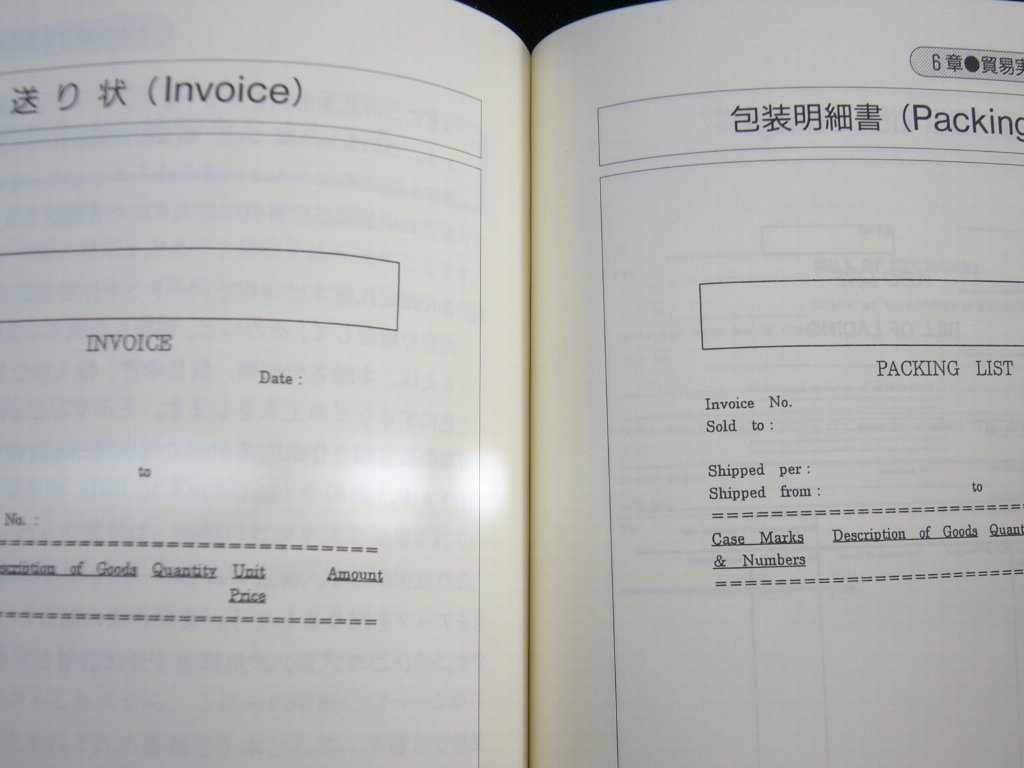 送り状（Invoice）
INVOICE
Date :
to
No. :
of Goods Quantity Unit Amount
Price
6章●貿易実
包装明細書（Packing
PACKING LIST
Invoice No.
Sold to :
Shipped per :
Shipped from : to
Case Marks Description of Goods
& Numbers